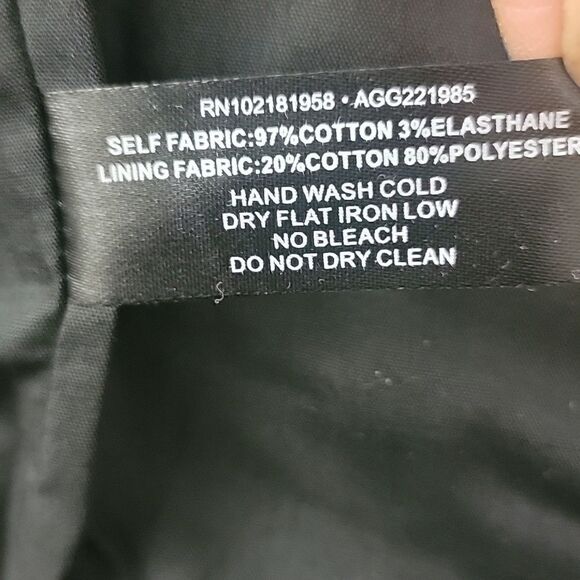 RN102181958 • AGG221985
SELF FABRIC:97%COTTON 3%ELASTHANE
LINING FABRIC:20%COTTON 80%POLYESTER
HAND WASH COLD
DRY FLAT IRON LOW
NO BLEACH
DO NOT DRY CLEAN